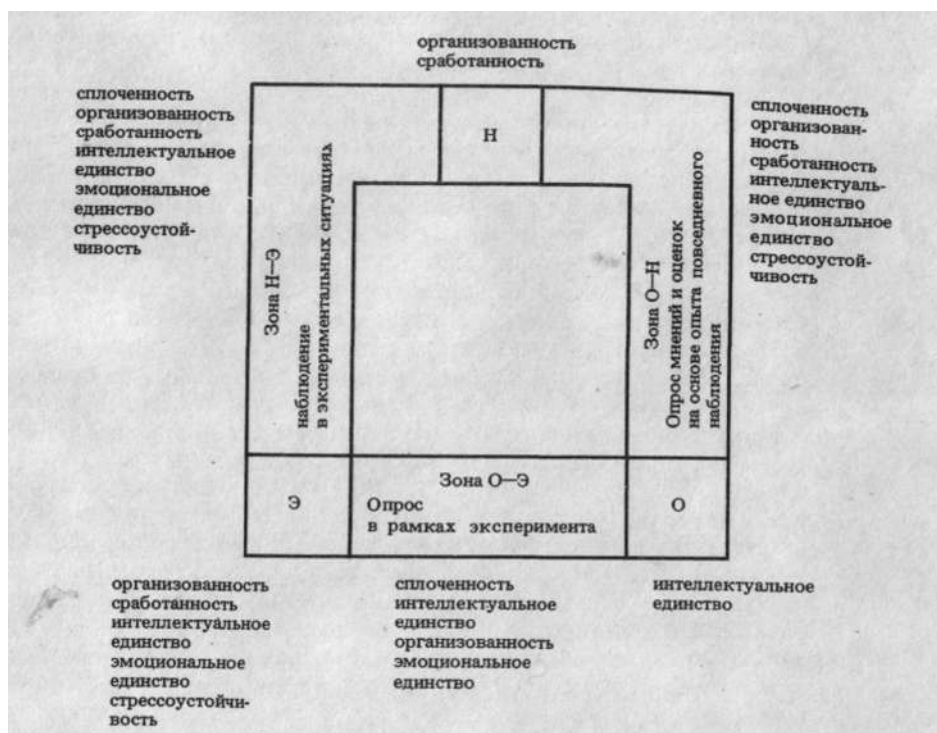 организованность
сработанность
сплоченность
организованность
сработанность
интеллектуальное
единство
эмоциональное
единство
стрессоустой-
чивость
Зона Н—Э
наблюдение
в экспериментальных ситуациях
Н
Зона О—Н
Опрос мнений и оценок
на основе опыта повседневного
наблюдения
сплоченность
организован-
ность
сработанность
интеллектуаль-
ное единство
эмоциональное
единство
стрессоустой-
чивость
Э
Зона О—Э
Опрос
в рамках эксперимента
О
организованность
сработанность
интеллектуальное
единство
эмоциональное
единство
стрессоустойчи-
вость
сплоченность
интеллектуальное
единство
организованность
эмоциональное
единство
интеллектуальное
единство